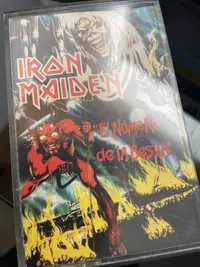 IRON
MAIDEN
"El Número
de la Bestia"